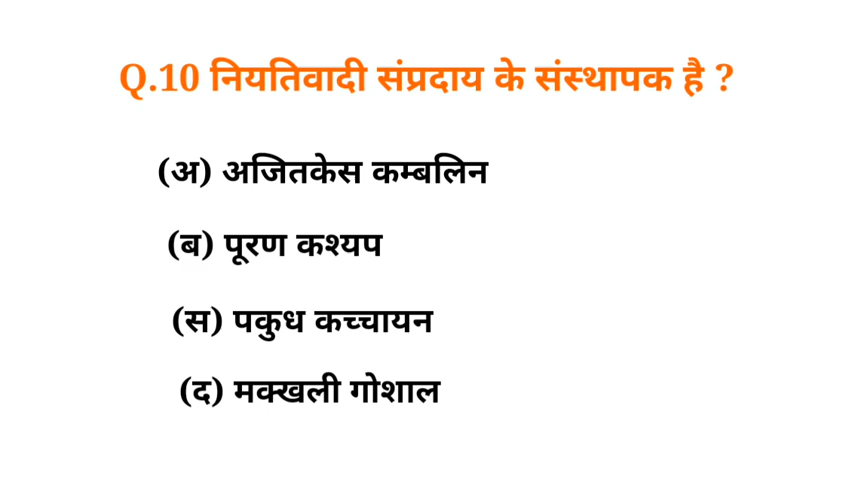 Q.10 नियतिवादी संप्रदाय के संस्थापक है ?
(अ) अजितकेस कम्बलिन
(ब) पूरण कश्यप
(स) पकुध कच्चायन
(द) मक्खली गोशाल